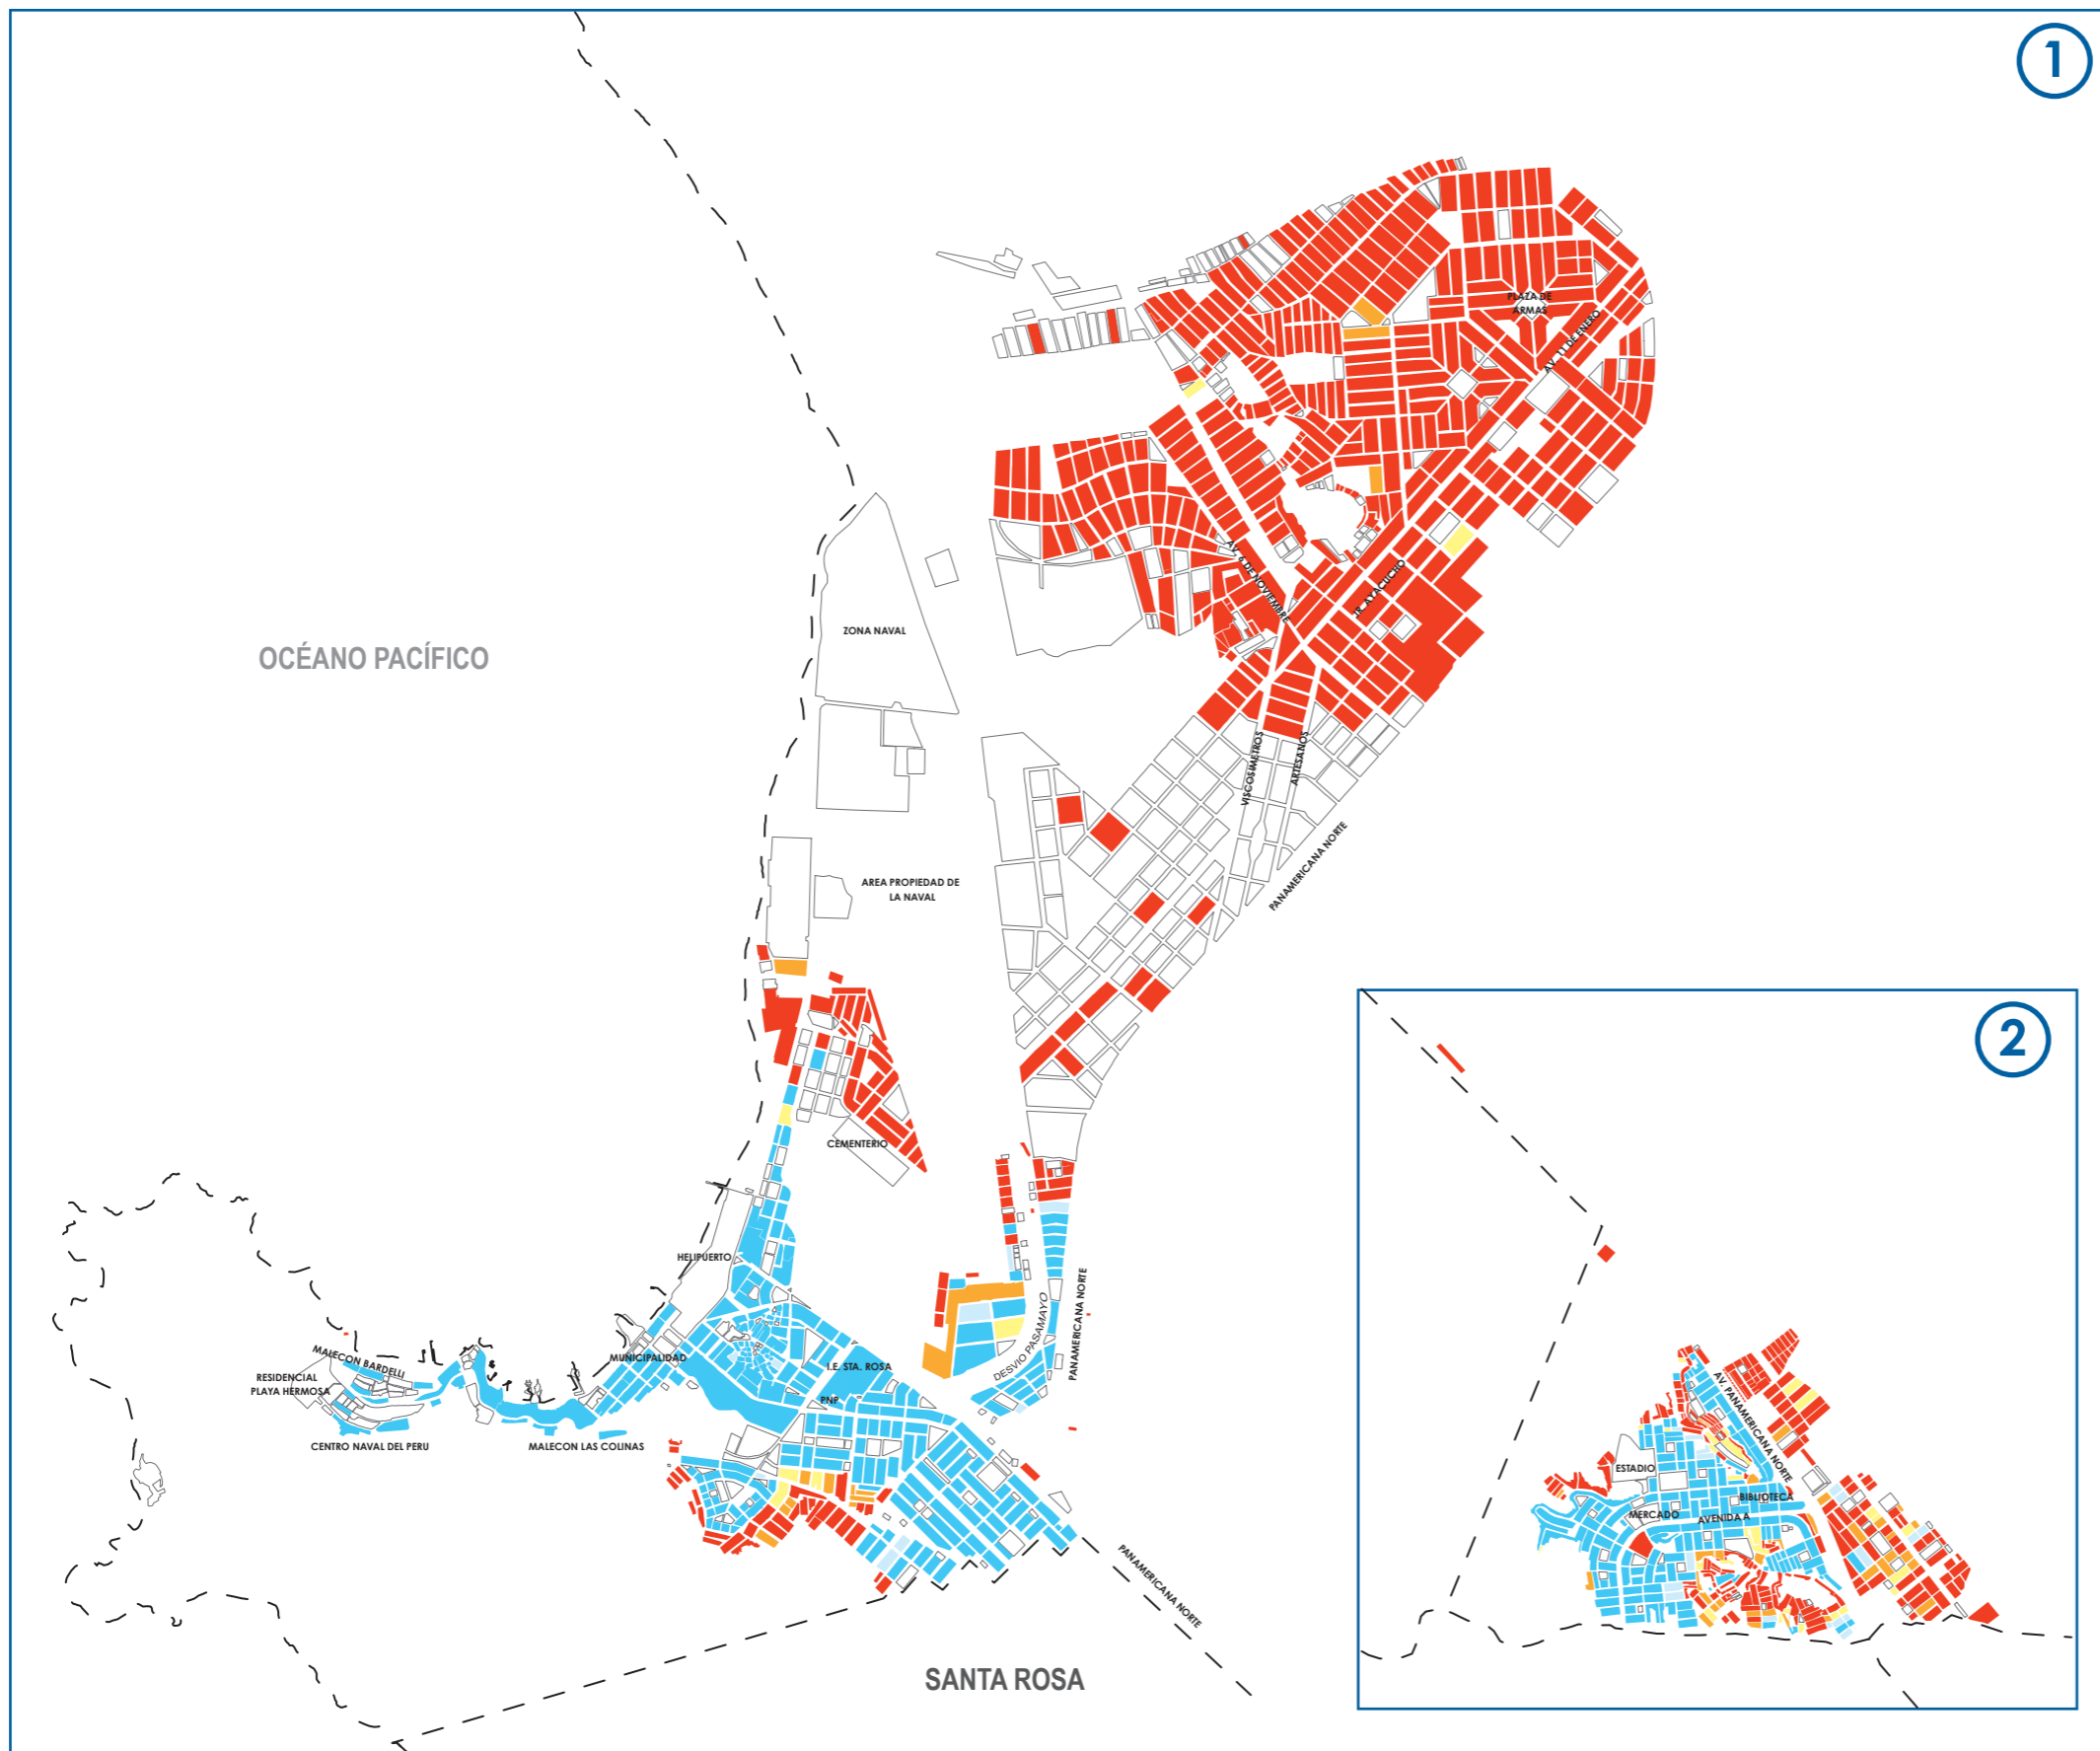 1
PLAZA DE
ARMAS
AV. 11 DE ENERO
AV. 6 DE NOVIEMBRE
JR. AYACUCHO
ZONA NAVAL
OCÉANO PACÍFICO
VISCOSIMETROS
ARTESANOS
PANAMERICANA NORTE
AREA PROPIEDAD DE
LA NAVAL
2
CEMENTERIO
HELIPUERTO
PANAMERICANA NORTE
DESVIO PASAMAYO
MUNICIPALIDAD
MALECON BARDELLI
I.E. STA. ROSA
RESIDENCIAL
PLAYA HERMOSA
PNP
CENTRO NAVAL DEL PERU
MALECON LAS COLINAS
AV. PANAMERICANA NORTE
ESTADIO
BIBLIOTECA
MERCADO
AVENIDA A
PANAMERICANA NORTE
SANTA ROSA